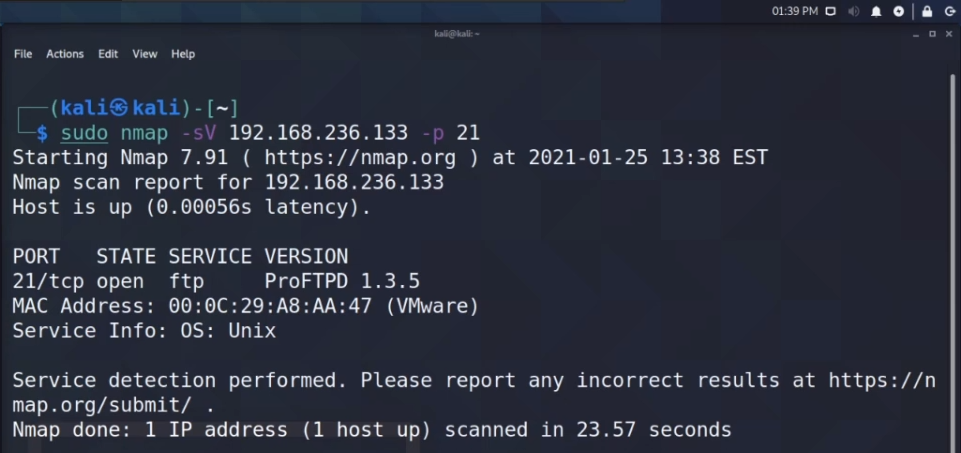 01:39 PM
kali@kali: ~
File Actions Edit View Help
┌──(kali㉿kali)-[~]
└─$ sudo nmap -sV 192.168.236.133 -p 21
Starting Nmap 7.91 ( https://nmap.org ) at 2021-01-25 13:38 EST
Nmap scan report for 192.168.236.133
Host is up (0.00056s latency).
PORT   STATE SERVICE VERSION
21/tcp open  ftp     ProFTPD 1.3.5
MAC Address: 00:0C:29:A8:AA:47 (VMware)
Service Info: OS: Unix
Service detection performed. Please report any incorrect results at https://n
map.org/submit/ .
Nmap done: 1 IP address (1 host up) scanned in 23.57 seconds